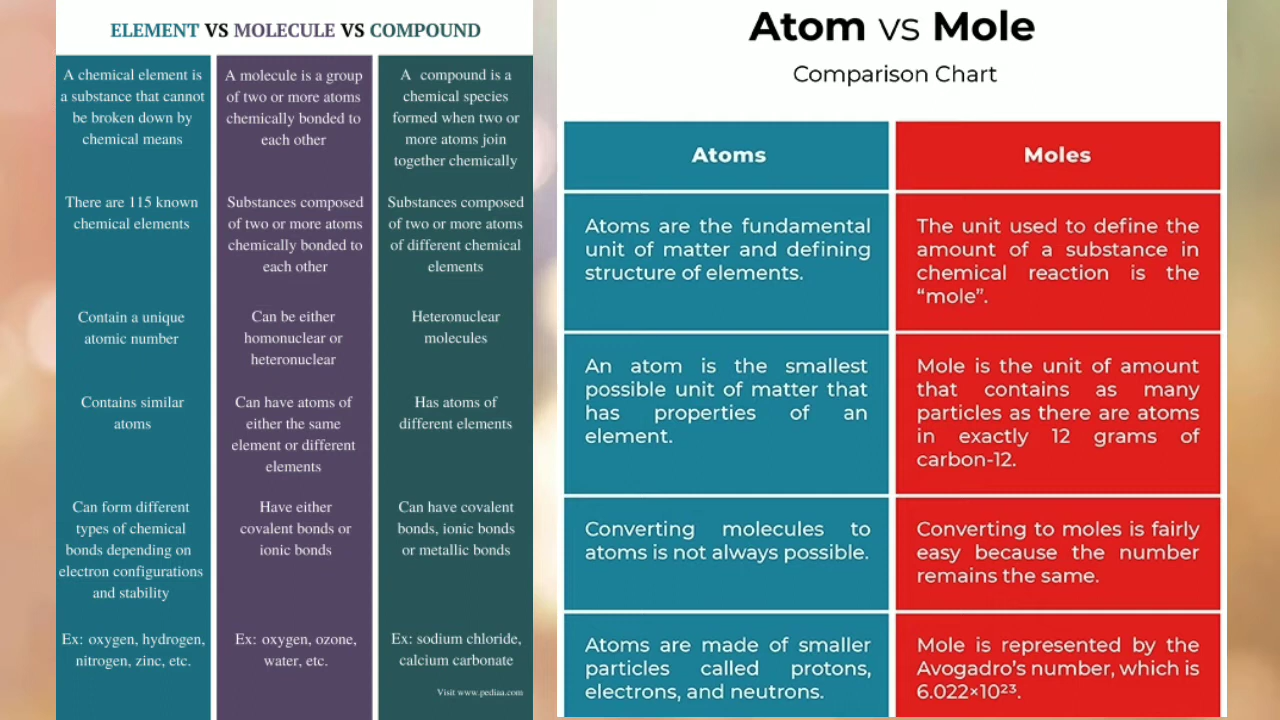 ELEMENT VS MOLECULE VS COMPOUND
A chemical element is
a substance that cannot
be broken down by
chemical means
There are 115 known
chemical elements
Contain a unique
atomic number
Contains similar
atoms
Can form different
types of chemical
bonds depending on
electron configurations
and stability
Ex: oxygen, hydrogen,
nitrogen, zinc, etc.
A molecule is a group
of two or more atoms
chemically bonded to
each other
Substances composed
of two or more atoms
chemically bonded to
each other
Can be either
homonuclear or
heteronuclear
Can have atoms of
either the same
element or different
elements
Have either
covalent bonds or
ionic bonds
Ex: oxygen, ozone,
water, etc.
A compound is a
chemical species
formed when two or
more atoms join
together chemically
Substances composed
of two or more atoms
of different chemical
elements
Heteronuclear
molecules
Has atoms of
different elements
Can have covalent
bonds, ionic bonds
or metallic bonds
Ex: sodium chloride,
calcium carbonate
Visit www.pediaa.com
Atom vs Mole
Comparison Chart
Atoms
Moles
Atoms are the fundamental
unit of matter and defining
structure of elements.
The unit used to define the
amount of a substance in
chemical reaction is the
“mole”.
An atom is the smallest
possible unit of matter that
has properties of an
element.
Mole is the unit of amount
that contains as many
particles as there are atoms
in exactly 12 grams of
carbon-12.
Converting molecules to
atoms is not always possible.
Converting to moles is fairly
easy because the number
remains the same.
Atoms are made of smaller
particles called protons,
electrons, and neutrons.
Mole is represented by the
Avogadro’s number, which is
6.022×10²³.